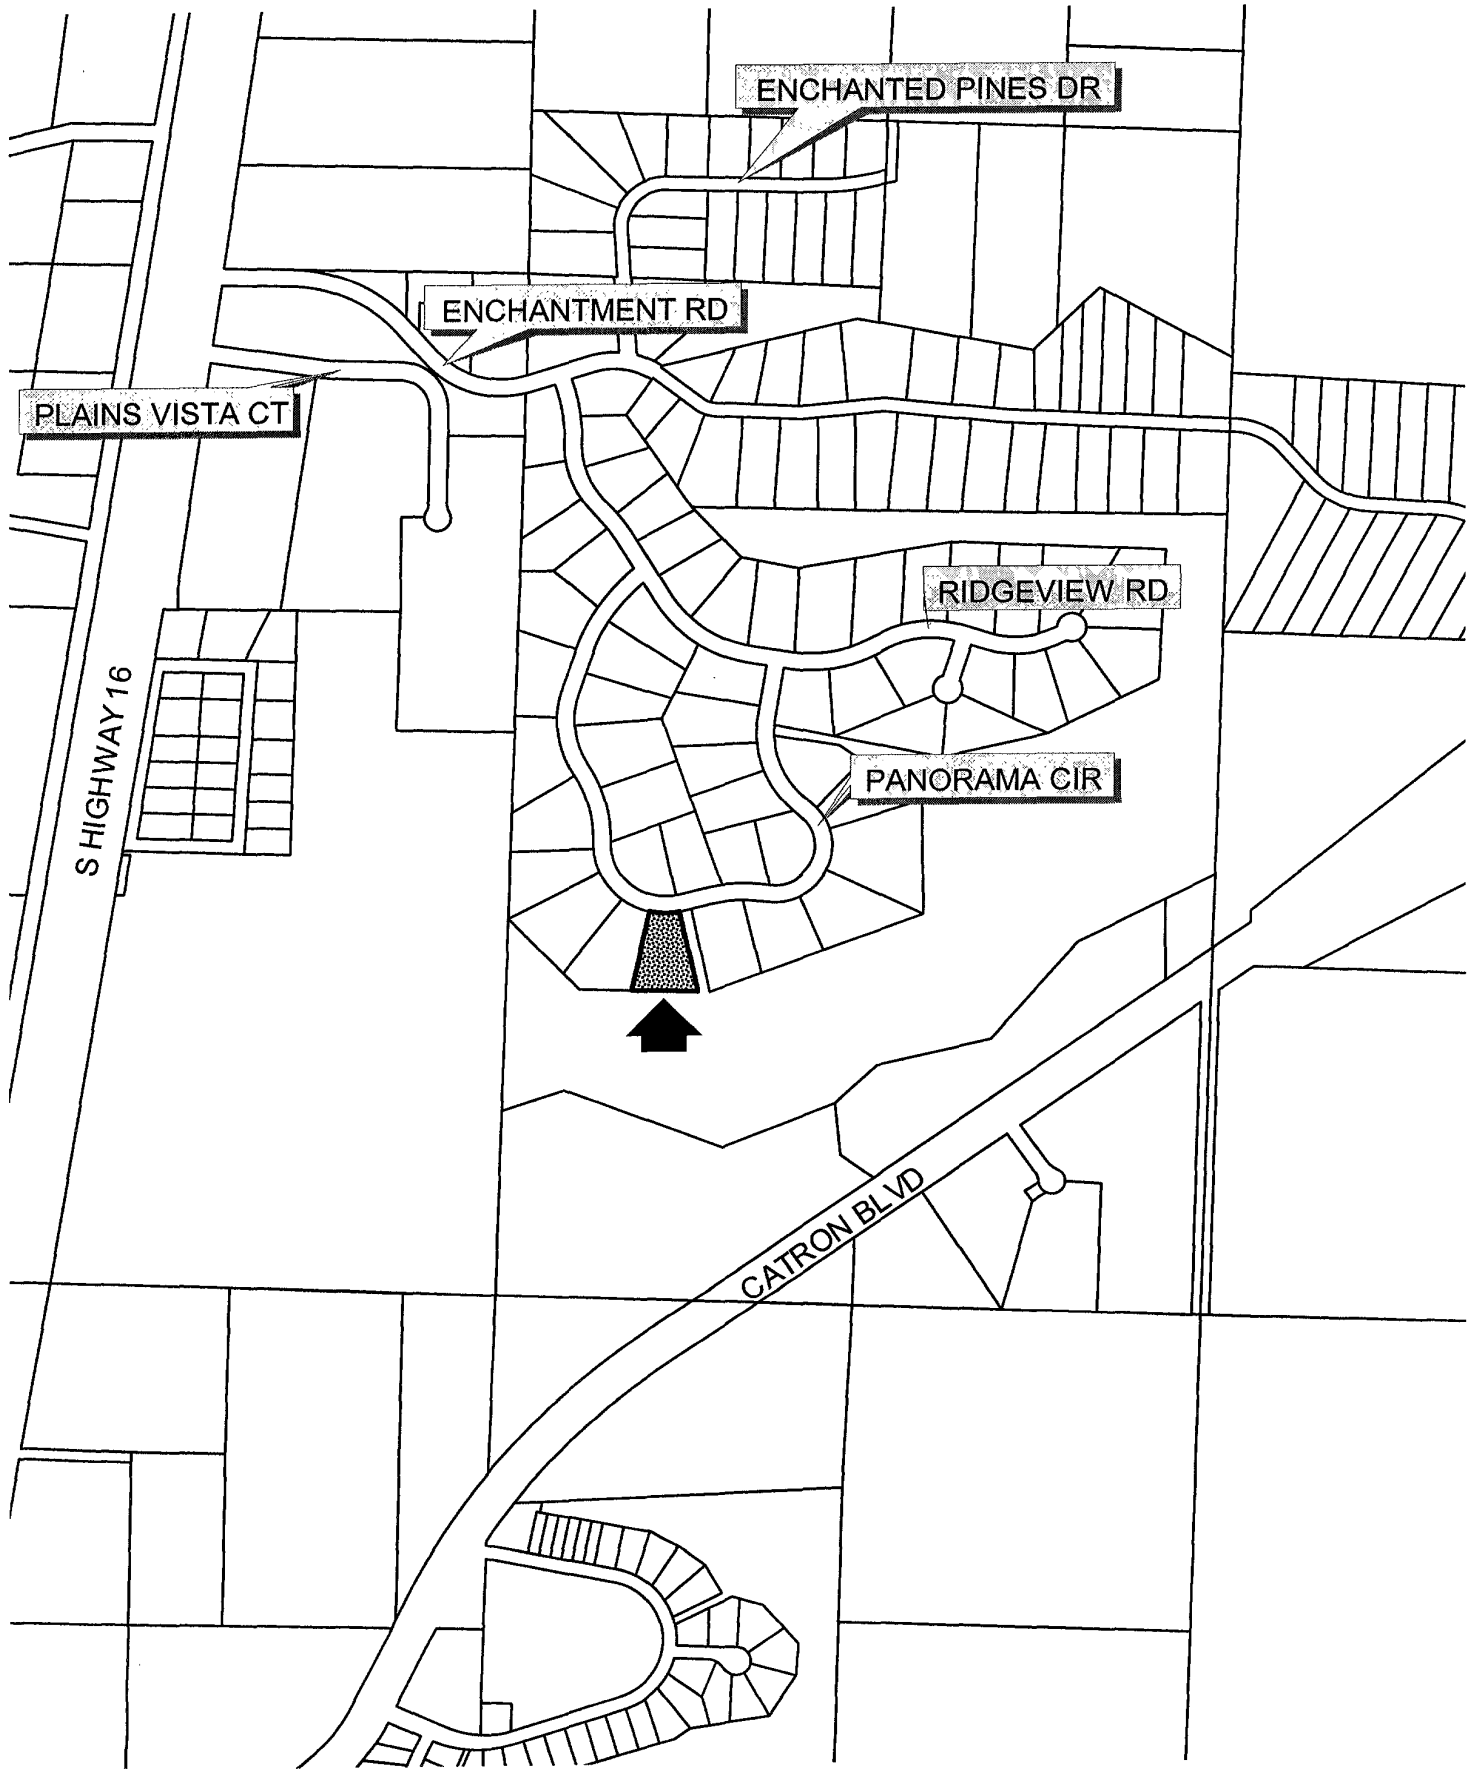 ENCHANTED PINES DR
ENCHANTMENT RD
PLAINS VISTA CT
RIDGEVIEW RD
S HIGHWAY 16
PANORAMA CIR
CATRON BLVD